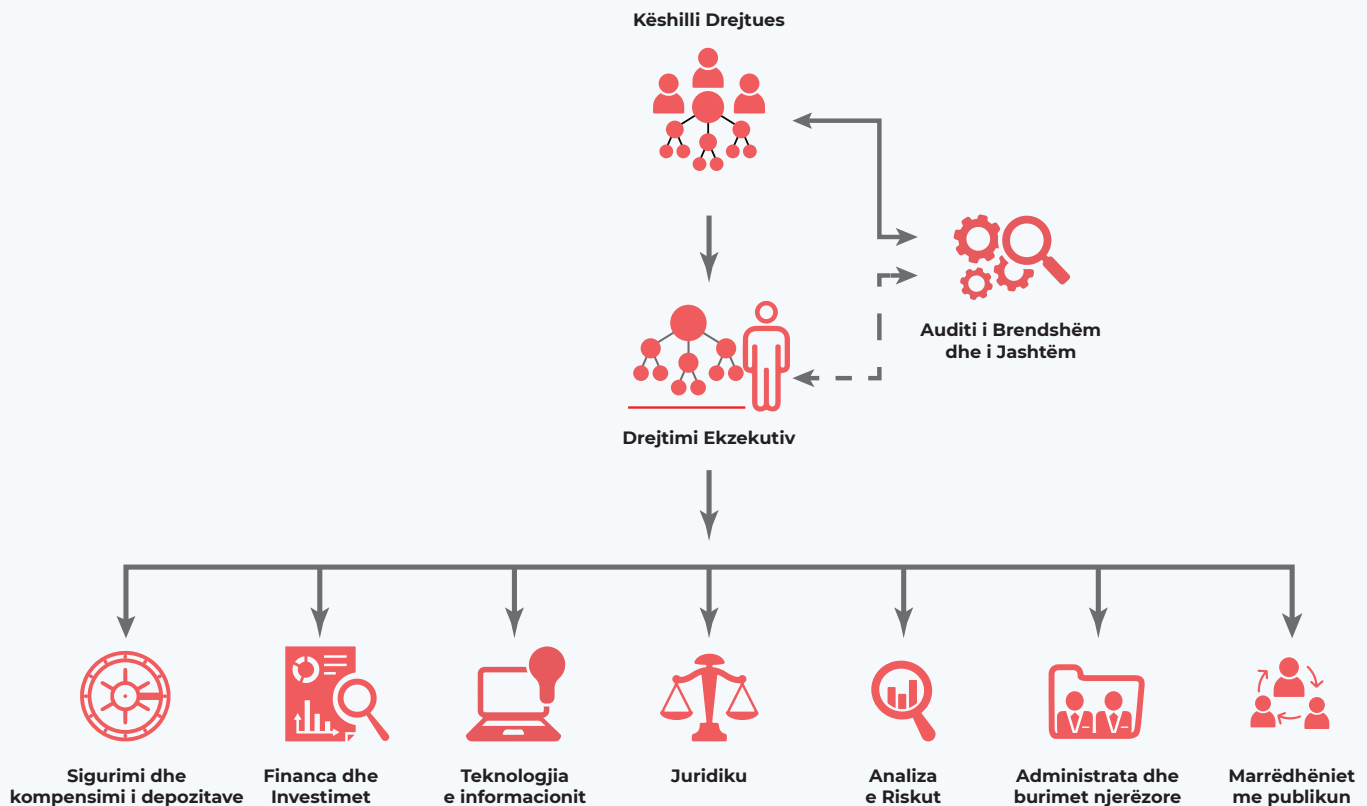 Këshilli Drejtues
Auditi i Brendshëm
dhe i Jashtëm
Drejtimi Ekzekutiv
Sigurimi dhe
kompensimi i depozitave
Financa dhe
Investimet
Teknologjia
e informacionit
Juridiku
Analiza
e Riskut
Administrata dhe
burimet njerëzore
Marrëdhëniet
me publikun